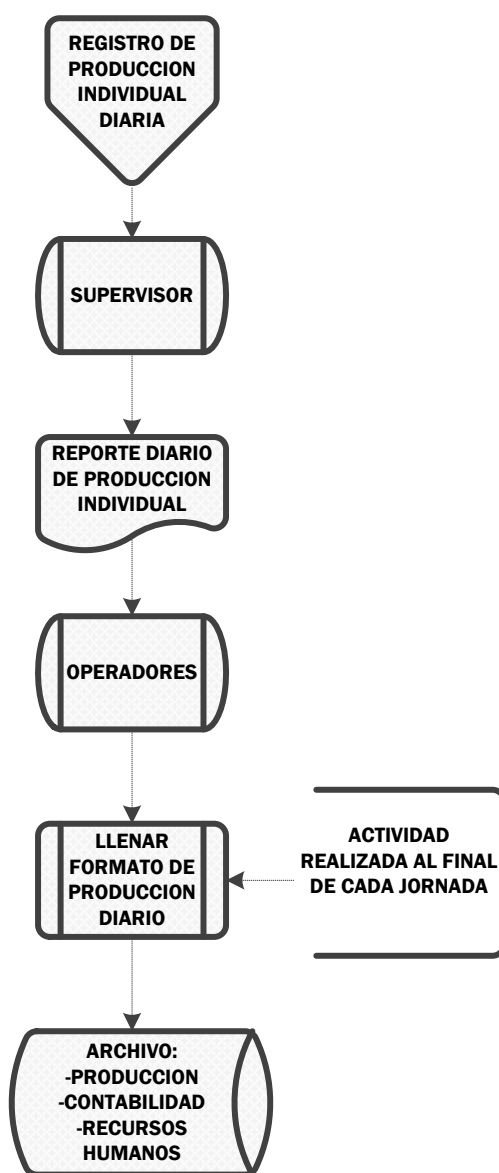 REGISTRO DE
PRODUCCION
INDIVIDUAL
DIARIA
SUPERVISOR
REPORTE DIARIO
DE PRODUCCION
INDIVIDUAL
OPERADORES
LLENAR
FORMATO DE
PRODUCCION
DIARIO
ACTIVIDAD
REALIZADA AL FINAL
DE CADA JORNADA
ARCHIVO:
-PRODUCCION
-CONTABILIDAD
-RECURSOS
HUMANOS